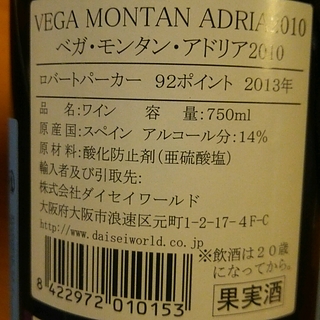 VEGA MONTAN ADRIA2010
ベガ・モンタン・アドリア2010
ロバートパーカー 92ポイント 2013年
品 名:ワイン 容 量:750ml
原産国:スペイン アルコール分:14%
原材料:酸化防止剤(亜硫酸塩)
輸入者及び引取先:
株式会社ダイセイワールド
大阪府大阪市浪速区元町1-2-17-4F-C
http://www.daiseiworld.co.jp
※飲酒は20歳
になってから。
8 422972 010153
果実酒